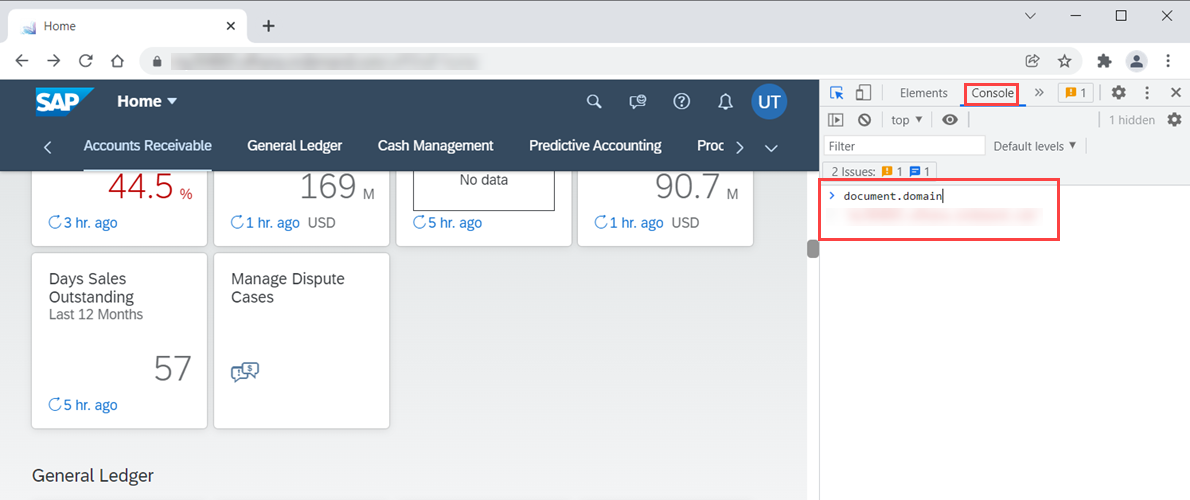 Home
SAP
Home
UT
Accounts Receivable
General Ledger
Cash Management
Predictive Accounting
Proc
44.5 %
3 hr. ago
169 M
1 hr. ago USD
No data
5 hr. ago
90.7 M
1 hr. ago USD
Days Sales
Outstanding
Last 12 Months
57
5 hr. ago
Manage Dispute
Cases
General Ledger
Elements
Console
1
top
1 hidden
Filter
Default levels
2 Issues: 1 1
document.domain